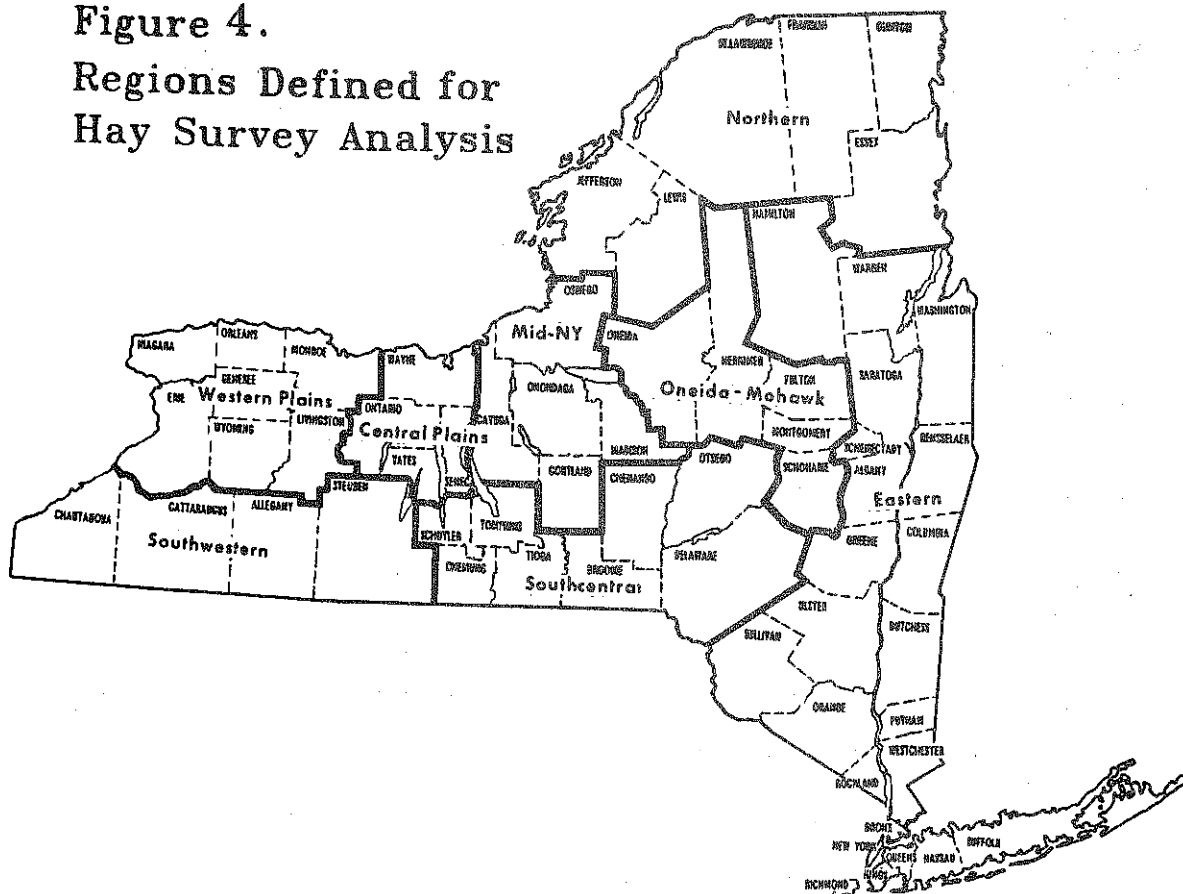 Figure 4.
Regions Defined for
Hay Survey Analysis
FRANKLIN
CLINTON
Northern
ESSEX
JEFFERSON
LEWIS
HAMILTON
WARREN
OSWEGO
WASHINGTON
Mid-NY
ONEIDA
NIAGARA
ORLEANS
MONROE
WAYNE
HERKIMER
SARATOGA
GENESEE
ONONDAGA
FULTON
ERIE
Western Plains
Oneida-Mohawk
LIVINGSTON
ONTARIO
CAYUGA
WYOMING
Central Plains
MONTGOMERY
MADISON
SCHENECTADY
RENSSELAER
YATES
OTSEGO
SCHOHARIE
ALBANY
SENEC
CORTLAND
CHENANGO
STEUBEN
Eastern
CHAUTAUQUA
CATTARAUGUS
ALLEGANY
TOMPKINS
COLUMBIA
Southwestern
SCHUYLER
GREENE
TIOGA
DELAWARE
CHEMUNG
BROOME
Southcentral
ULSTER
DUTCHESS
SULLIVAN
ORANGE
PUTNAM
WESTCHESTER
ROCKLAND
BRONX
NEW YORK
SUFFOLK
QUEENS
NASSAU
KINGS
RICHMOND